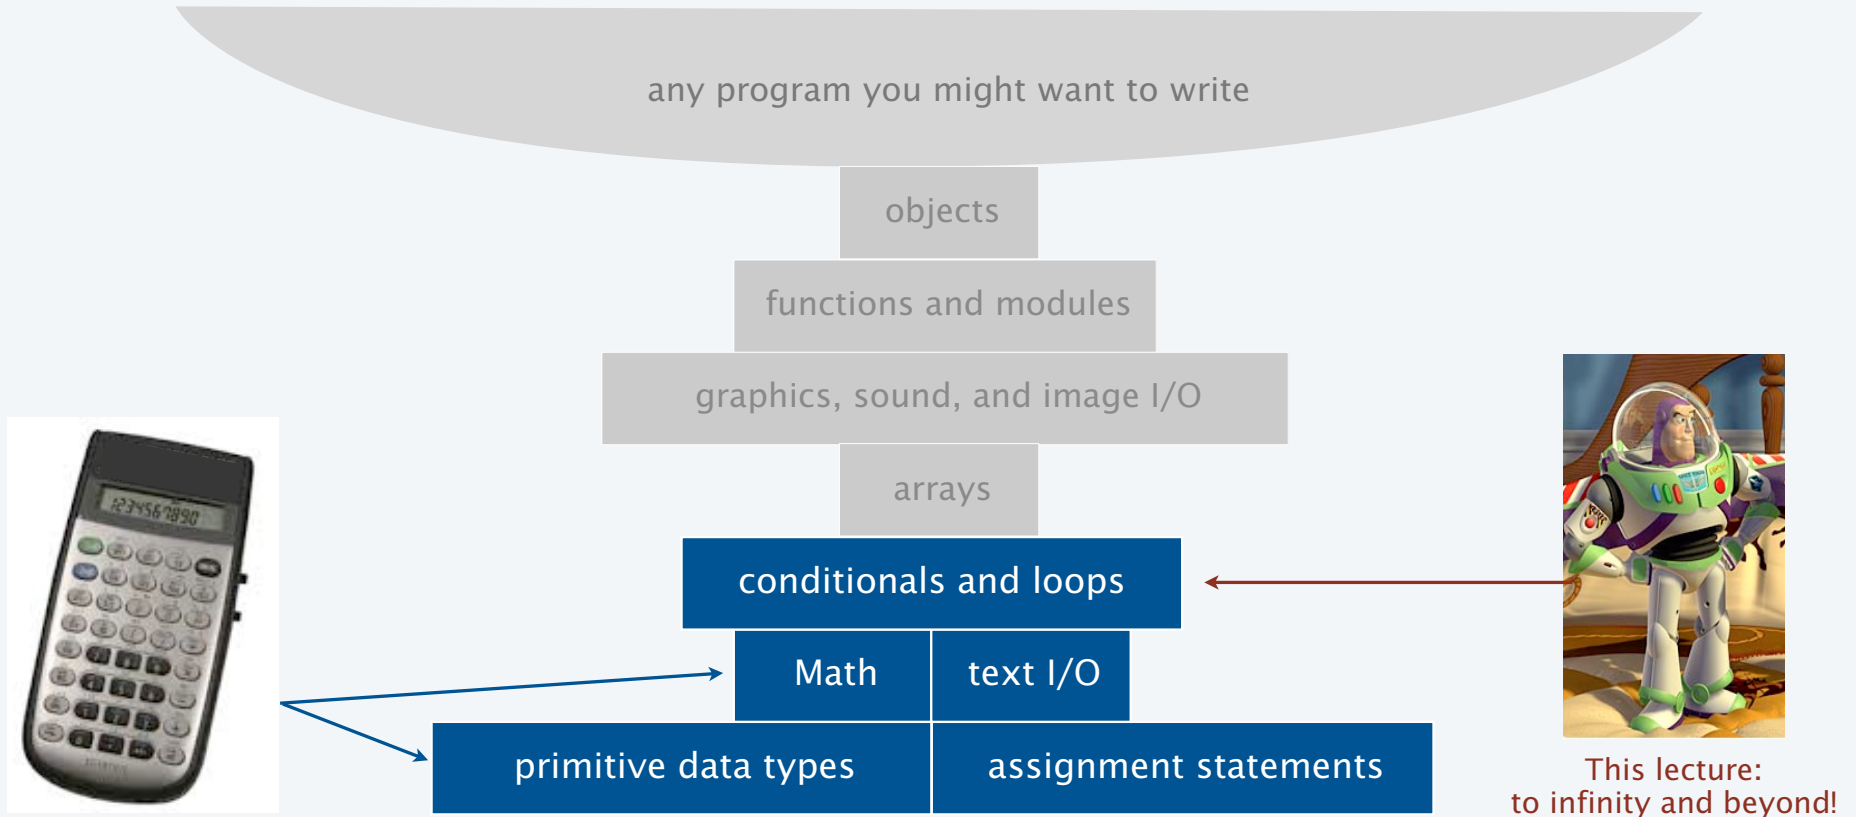 any program you might want to write
objects
functions and modules
graphics, sound, and image I/O
arrays
conditionals and loops
Math
text I/O
primitive data types
assignment statements
1234567890
This lecture:
to infinity and beyond!